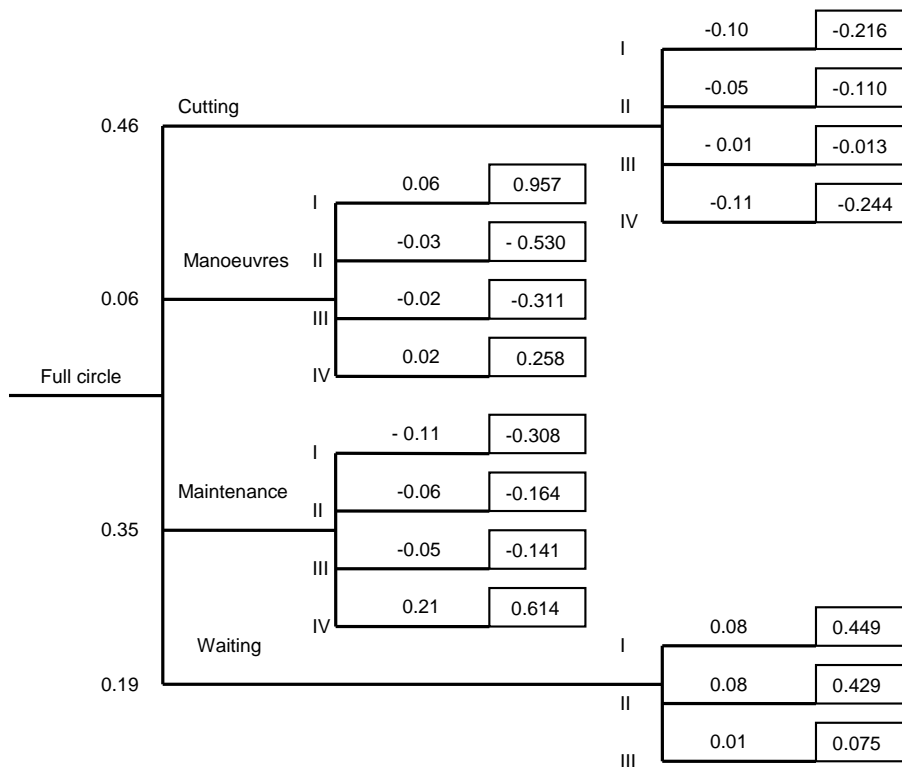 -0.10 -0.216
I
-0.05 -0.110
Cutting II
0.46
- 0.01 -0.013
III
0.06 0.957 -0.11 -0.244
I IV
-0.03 - 0.530
Manoeuvres II
0.06
-0.02 -0.311
III
0.02 0.258
Full circle IV
- 0.11 -0.308
I
-0.06 -0.164
Maintenance
II
0.35
-0.05 -0.141
III
0.21 0.614
IV 0.08 0.449
Waiting I
0.19
0.08 0.429
II
0.01 0.075
III